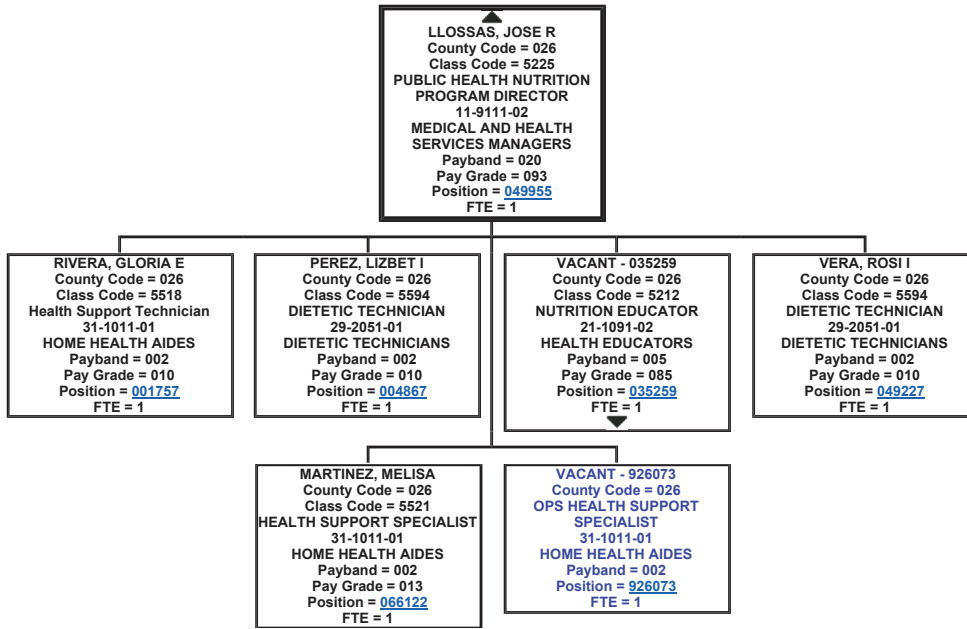 LLOSSAS, JOSE R
County Code = 026
Class Code = 5225
PUBLIC HEALTH NUTRITION
PROGRAM DIRECTOR
11-9111-02
MEDICAL AND HEALTH
SERVICES MANAGERS
Payband = 020
Pay Grade = 093
Position = 049955
FTE = 1
RIVERA, GLORIA E
County Code = 026
Class Code = 5518
Health Support Technician
31-1011-01
HOME HEALTH AIDES
Payband = 002
Pay Grade = 010
Position = 001757
FTE = 1
PEREZ, LIZBET I
County Code = 026
Class Code = 5594
DIETETIC TECHNICIAN
29-2051-01
DIETETIC TECHNICIANS
Payband = 002
Pay Grade = 010
Position = 004867
FTE = 1
VACANT - 035259
County Code = 026
Class Code = 5212
NUTRITION EDUCATOR
21-1091-02
HEALTH EDUCATORS
Payband = 005
Pay Grade = 085
Position = 035259
FTE = 1
VERA, ROSI I
County Code = 026
Class Code = 5594
DIETETIC TECHNICIAN
29-2051-01
DIETETIC TECHNICIANS
Payband = 002
Pay Grade = 010
Position = 049227
FTE = 1
MARTINEZ, MELISA
County Code = 026
Class Code = 5521
HEALTH SUPPORT SPECIALIST
31-1011-01
HOME HEALTH AIDES
Payband = 002
Pay Grade = 013
Position = 066122
FTE = 1
VACANT - 926073
County Code = 026
OPS HEALTH SUPPORT
SPECIALIST
31-1011-01
HOME HEALTH AIDES
Payband = 002
Position = 926073
FTE = 1